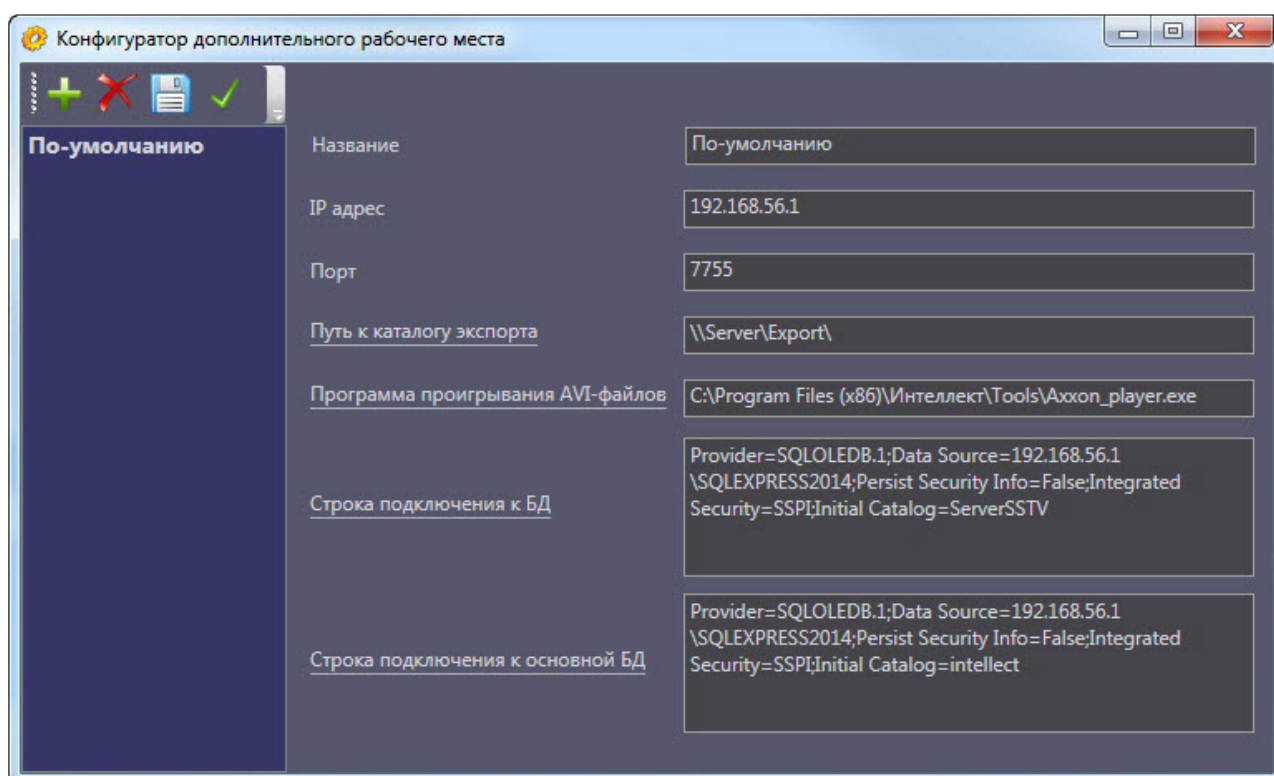 Конфигуратор дополнительного рабочего места
По-умолчанию
Название
По-умолчанию
IP адрес
192.168.56.1
Порт
7755
Путь к каталогу экспорта
\\Server\Export\
Программа проигрывания AVI-файлов
C:\Program Files (x86)\Интеллект\Tools\Axxon_player.exe
Строка подключения к БД
Provider=SQLOLEDB.1;Data Source=192.168.56.1
\SQLEXPRESS2014;Persist Security Info=False;Integrated
Security=SSPI;Initial Catalog=ServerSSTV
Строка подключения к основной БД
Provider=SQLOLEDB.1;Data Source=192.168.56.1
\SQLEXPRESS2014;Persist Security Info=False;Integrated
Security=SSPI;Initial Catalog=intellect